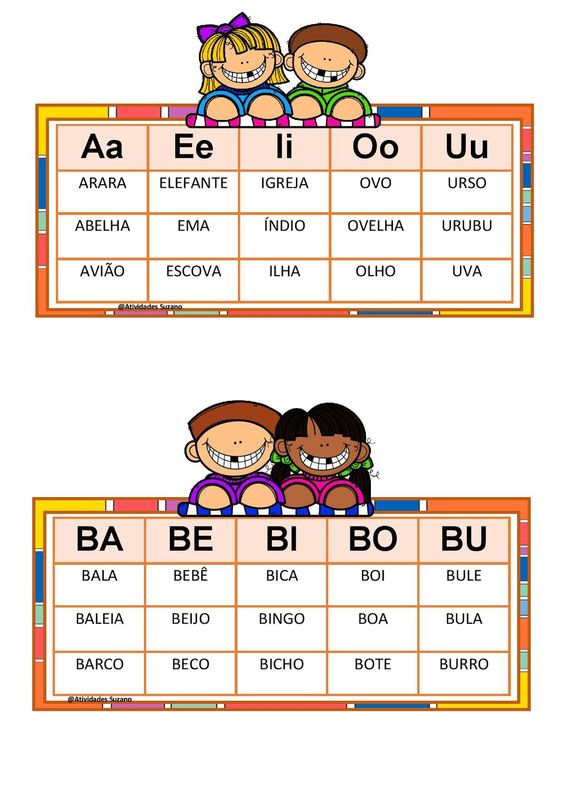 Aa Ee Ii Oo Uu
ARARA ELEFANTE IGREJA OVO URSO
ABELHA EMA ÍNDIO OVELHA URUBU
AVIÃO ESCOVA ILHA OLHO UVA
@Atividades Suzano
BA BE BI BO BU
BALA BEBÊ BICA BOI BULE
BALEIA BEIJO BINGO BOA BULA
BARCO BECO BICHO BOTE BURRO
@Atividades Suzano